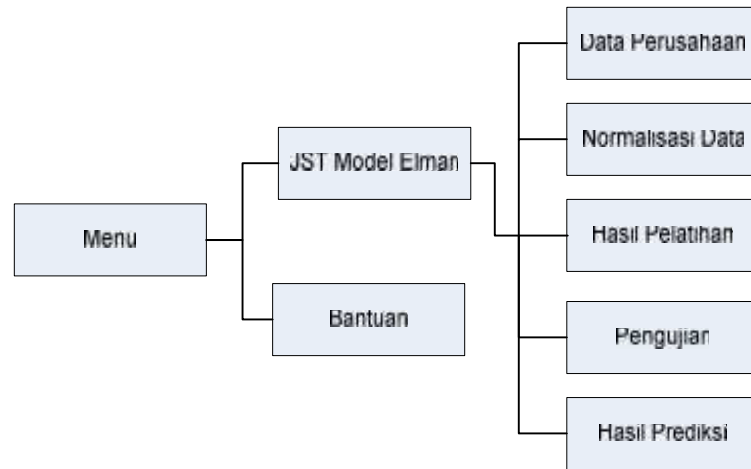 Menu
JST Model Elman
Bantuan
Data Perusahaan
Normalisasi Data
Hasil Pelatihan
Pengujian
Hasil Prediksi